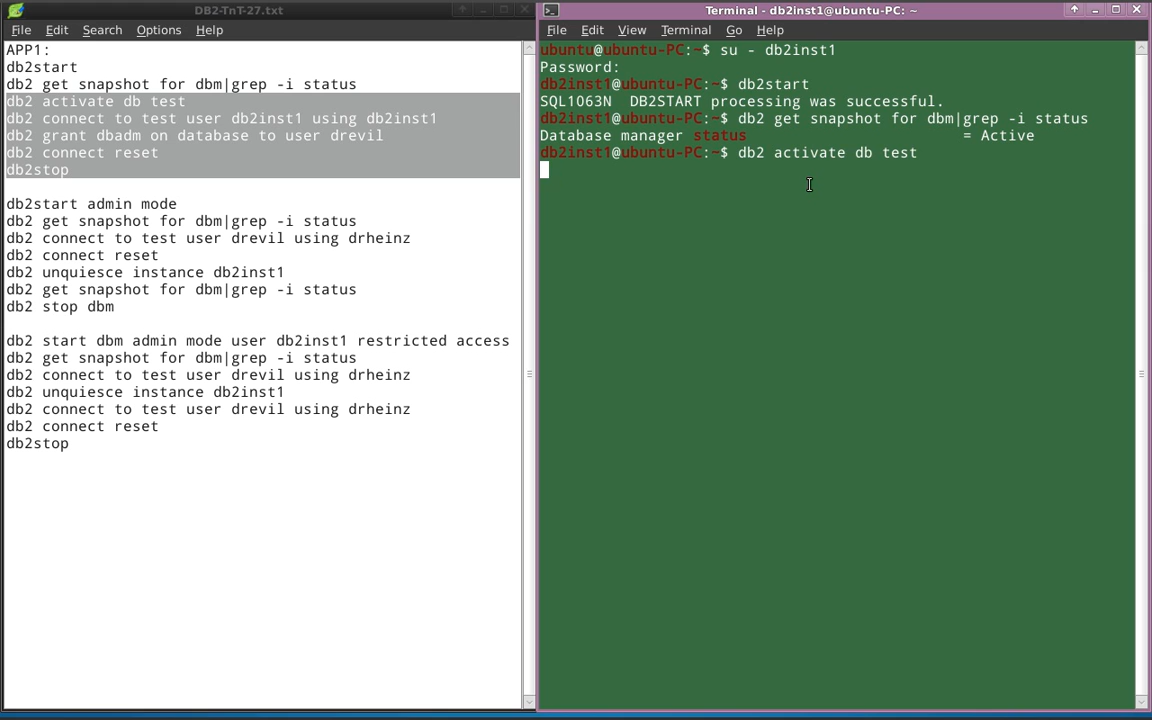 DB2-TnT-27.txt
File Edit Search Options Help
APP1:
db2start
db2 get snapshot for dbm|grep -i status
db2 activate db test
db2 connect to test user db2inst1 using db2inst1
db2 grant dbadm on database to user drevil
db2 connect reset
db2stop
db2start admin mode
db2 get snapshot for dbm|grep -i status
db2 connect to test user drevil using drheinz
db2 connect reset
db2 unquiesce instance db2inst1
db2 get snapshot for dbm|grep -i status
db2 stop dbm
db2 start dbm admin mode user db2inst1 restricted access
db2 get snapshot for dbm|grep -i status
db2 connect to test user drevil using drheinz
db2 unquiesce instance db2inst1
db2 connect to test user drevil using drheinz
db2 connect reset
db2stop
Terminal - db2inst1@ubuntu-PC: ~
File Edit View Terminal Go Help
ubuntu@ubuntu-PC:~$ su - db2inst1
Password:
db2inst1@ubuntu-PC:~$ db2start
SQL1063N  DB2START processing was successful.
db2inst1@ubuntu-PC:~$ db2 get snapshot for dbm|grep -i status
Database manager status                        = Active
db2inst1@ubuntu-PC:~$ db2 activate db test